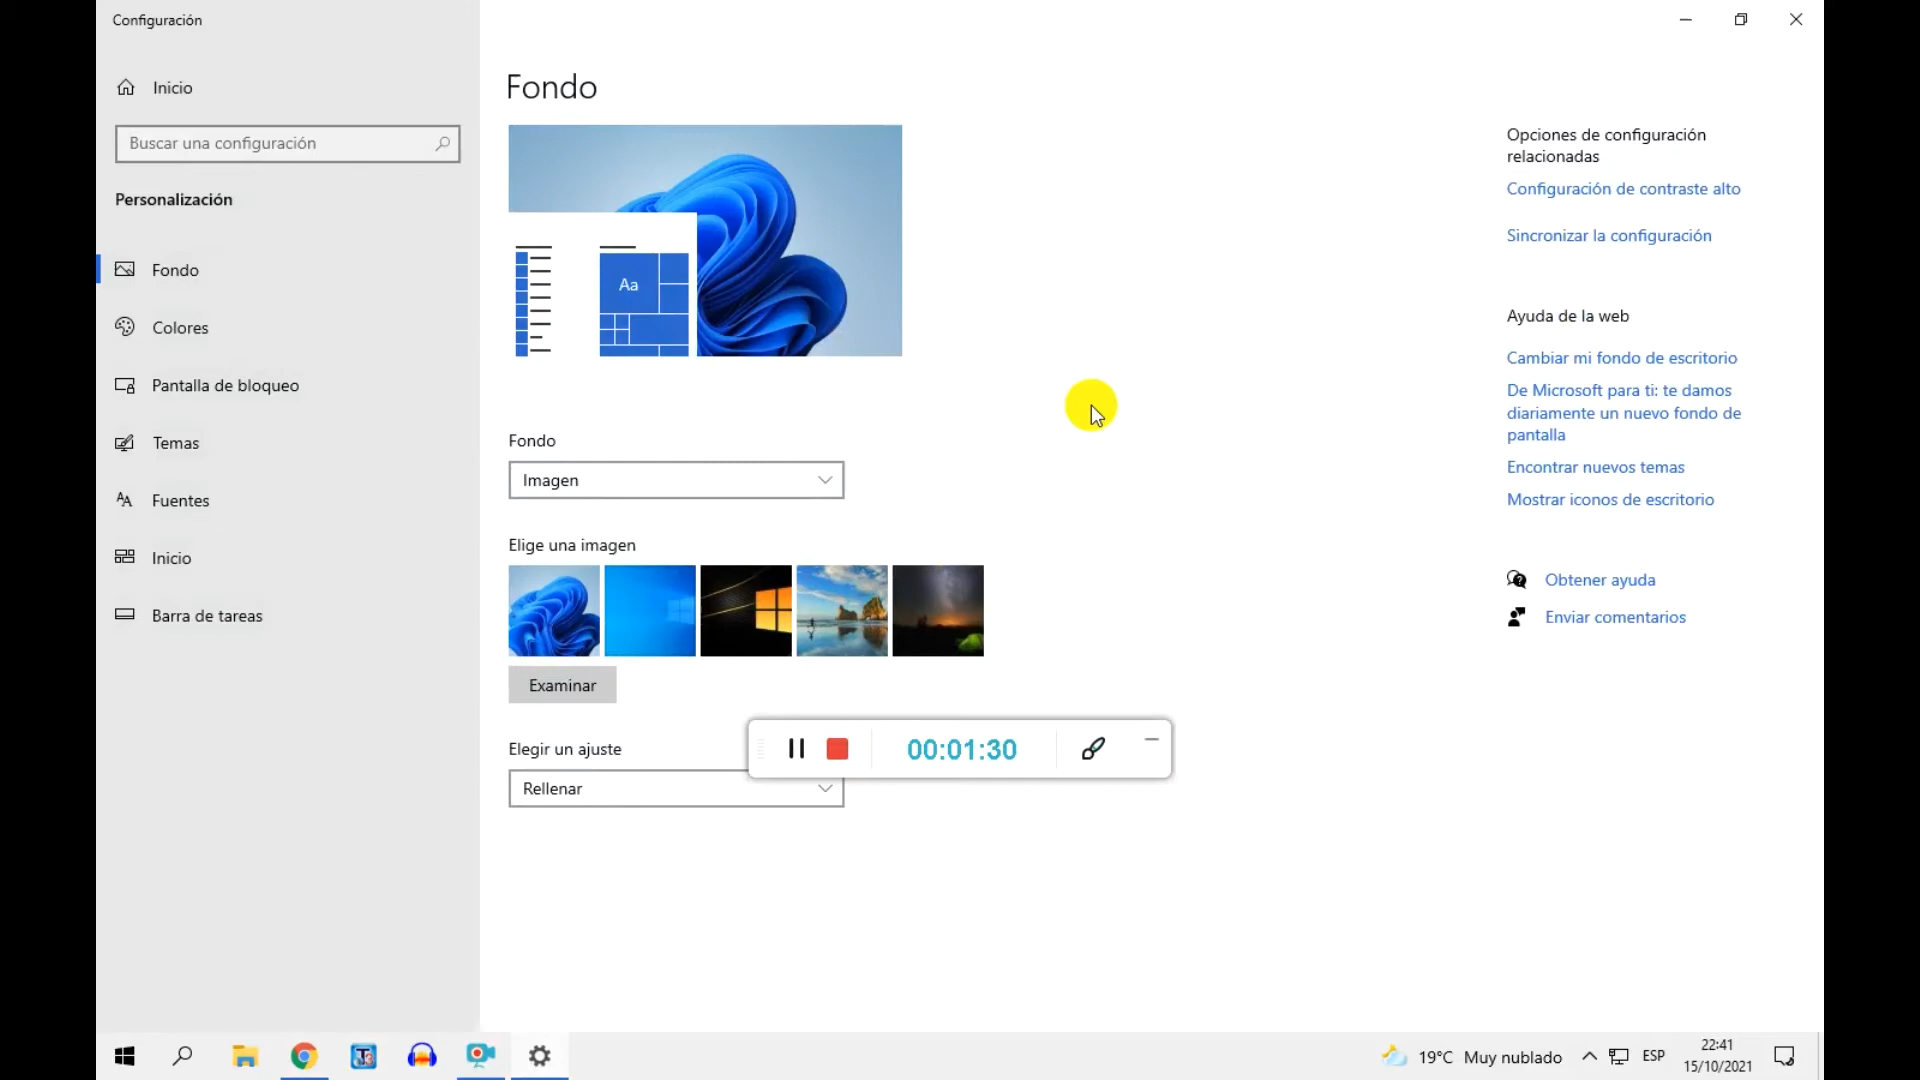 Configuración
Inicio
Buscar una configuración
Personalización
Fondo
Colores
Pantalla de bloqueo
Temas
Fuentes
Inicio
Barra de tareas
Fondo
Aa
Fondo
Imagen
Elige una imagen
Examinar
Elegir un ajuste
Rellenar
00:01:30
Opciones de configuración
relacionadas
Configuración de contraste alto
Sincronizar la configuración
Ayuda de la web
Cambiar mi fondo de escritorio
De Microsoft para ti: te damos
diariamente un nuevo fondo de
pantalla
Encontrar nuevos temas
Mostrar iconos de escritorio
Obtener ayuda
Enviar comentarios
19°C Muy nublado
ESP
22:41
15/10/2021